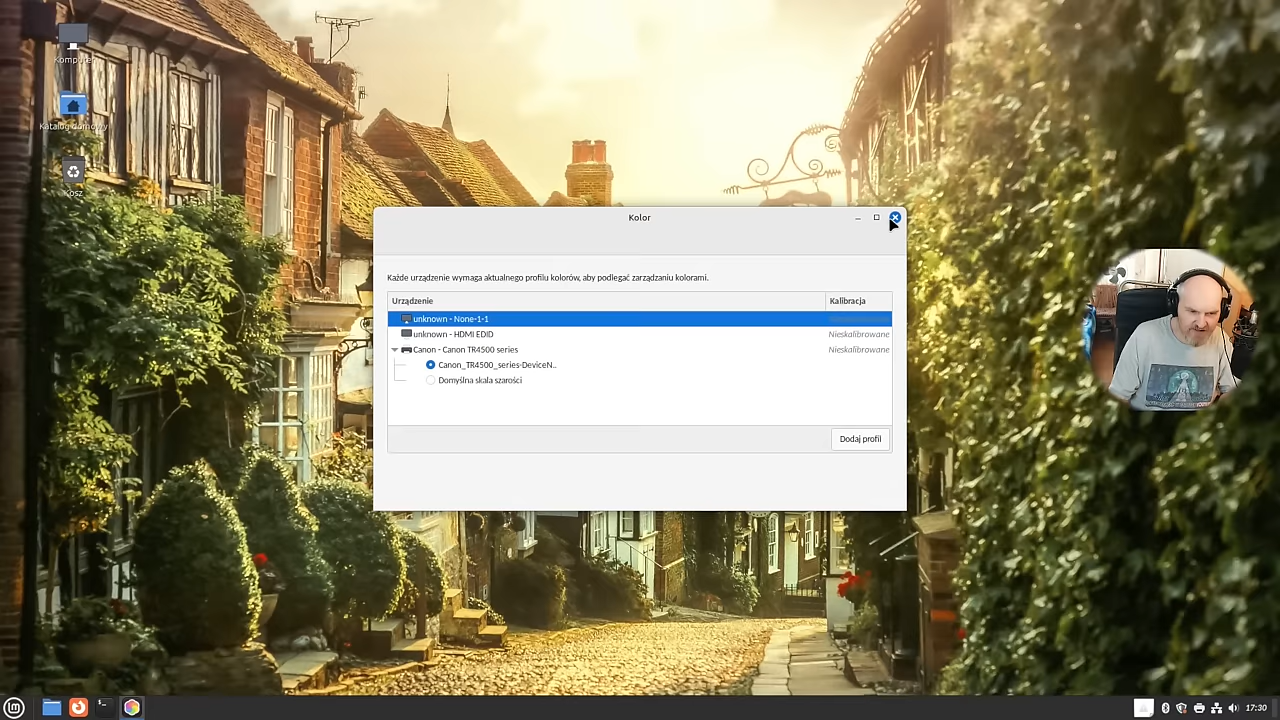 Komputer
Katalog domowy
Kosz
Kolor
Każde urządzenie wymaga aktualnego profilu kolorów, aby podlegać zarządzaniu kolorami.
Urządzenie Kalibracja
unknown - None-1-1
unknown - HDMI EDID Nieskalibrowane
Canon - Canon TR4500 series Nieskalibrowane
Canon_TR4500_series-DeviceN..
Domyślna skala szarości
Dodaj profil
17:30